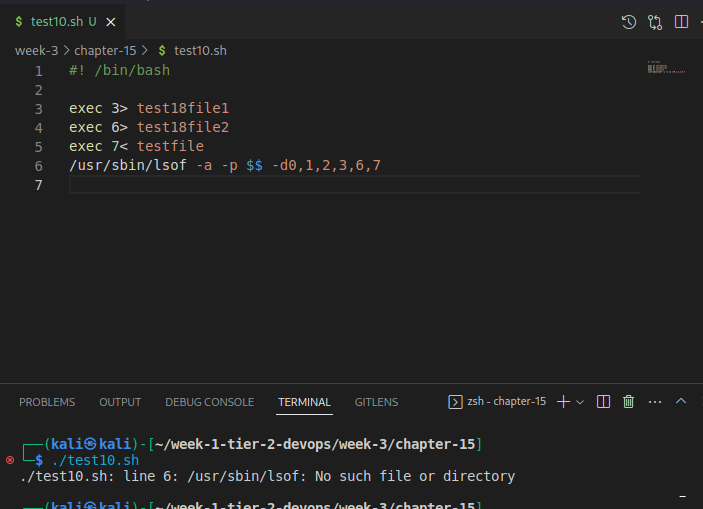 $ test10.sh U ×
week-3 > chapter-15 > $ test10.sh
1 #! /bin/bash
2
3 exec 3> test18file1
4 exec 6> test18file2
5 exec 7< testfile
6 /usr/sbin/lsof -a -p $$ -d0,1,2,3,6,7
7
PROBLEMS OUTPUT DEBUG CONSOLE TERMINAL GITLENS zsh - chapter-15
(kali㉿kali)-[~/week-1-tier-2-devops/week-3/chapter-15]
$ ./test10.sh
./test10.sh: line 6: /usr/sbin/lsof: No such file or directory
(kali㉿kali)-[~/week-1-tier-2-devops/week-3/chapter-15]